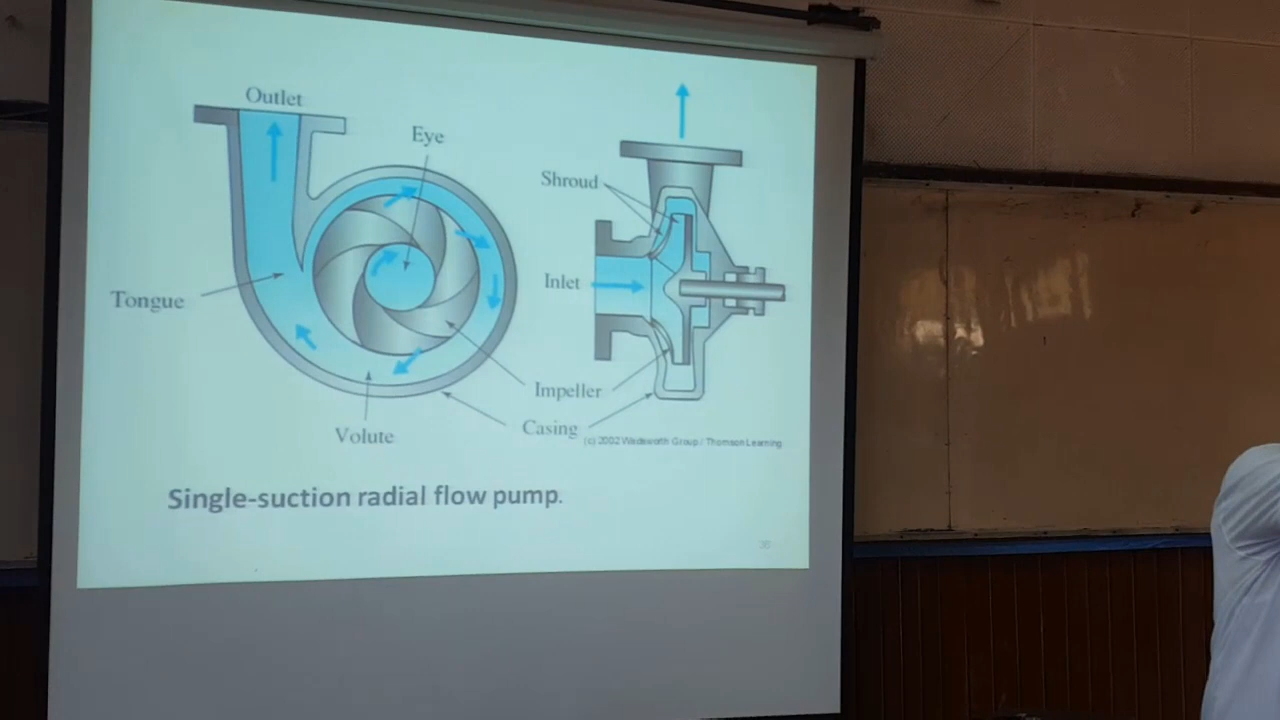 Outlet
Eye
Shroud
Inlet
Tongue
Impeller
Casing
Volute
(c) 2002 Wadsworth Group / Thomson Learning
Single-suction radial flow pump.